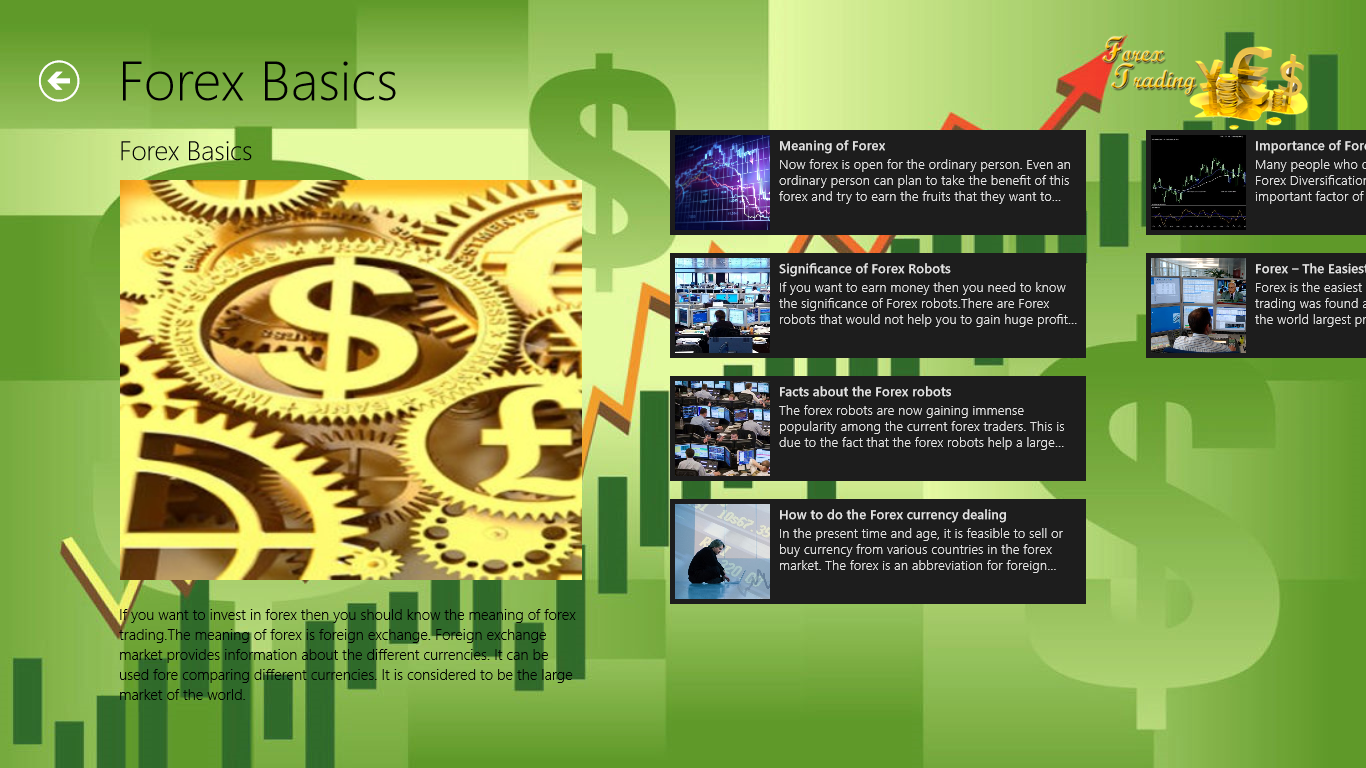 Forex Basics
Forex
Trading
Forex Basics
If you want to invest in forex then you should know the meaning of forex
trading.The meaning of forex is foreign exchange. Foreign exchange
market provides information about the different currencies. It can be
used fore comparing different currencies. It is considered to be the large
market of the world.
Meaning of Forex
Now forex is open for the ordinary person. Even an
ordinary person can plan to take the benefit of this
forex and try to earn the fruits that they want to...
Significance of Forex Robots
If you want to earn money then you need to know
the significance of Forex robots.There are Forex
robots that would not help you to gain huge profit...
Facts about the Forex robots
The forex robots are now gaining immense
popularity among the current forex traders. This is
due to the fact that the forex robots help a large...
How to do the Forex currency dealing
In the present time and age, it is feasible to sell or
buy currency from various countries in the forex
market. The forex is an abbreviation for foreign...
Importance of For
Many people who
Forex Diversification
important factor of
Forex – The Easiest
Forex is the easiest
trading was found
the world largest